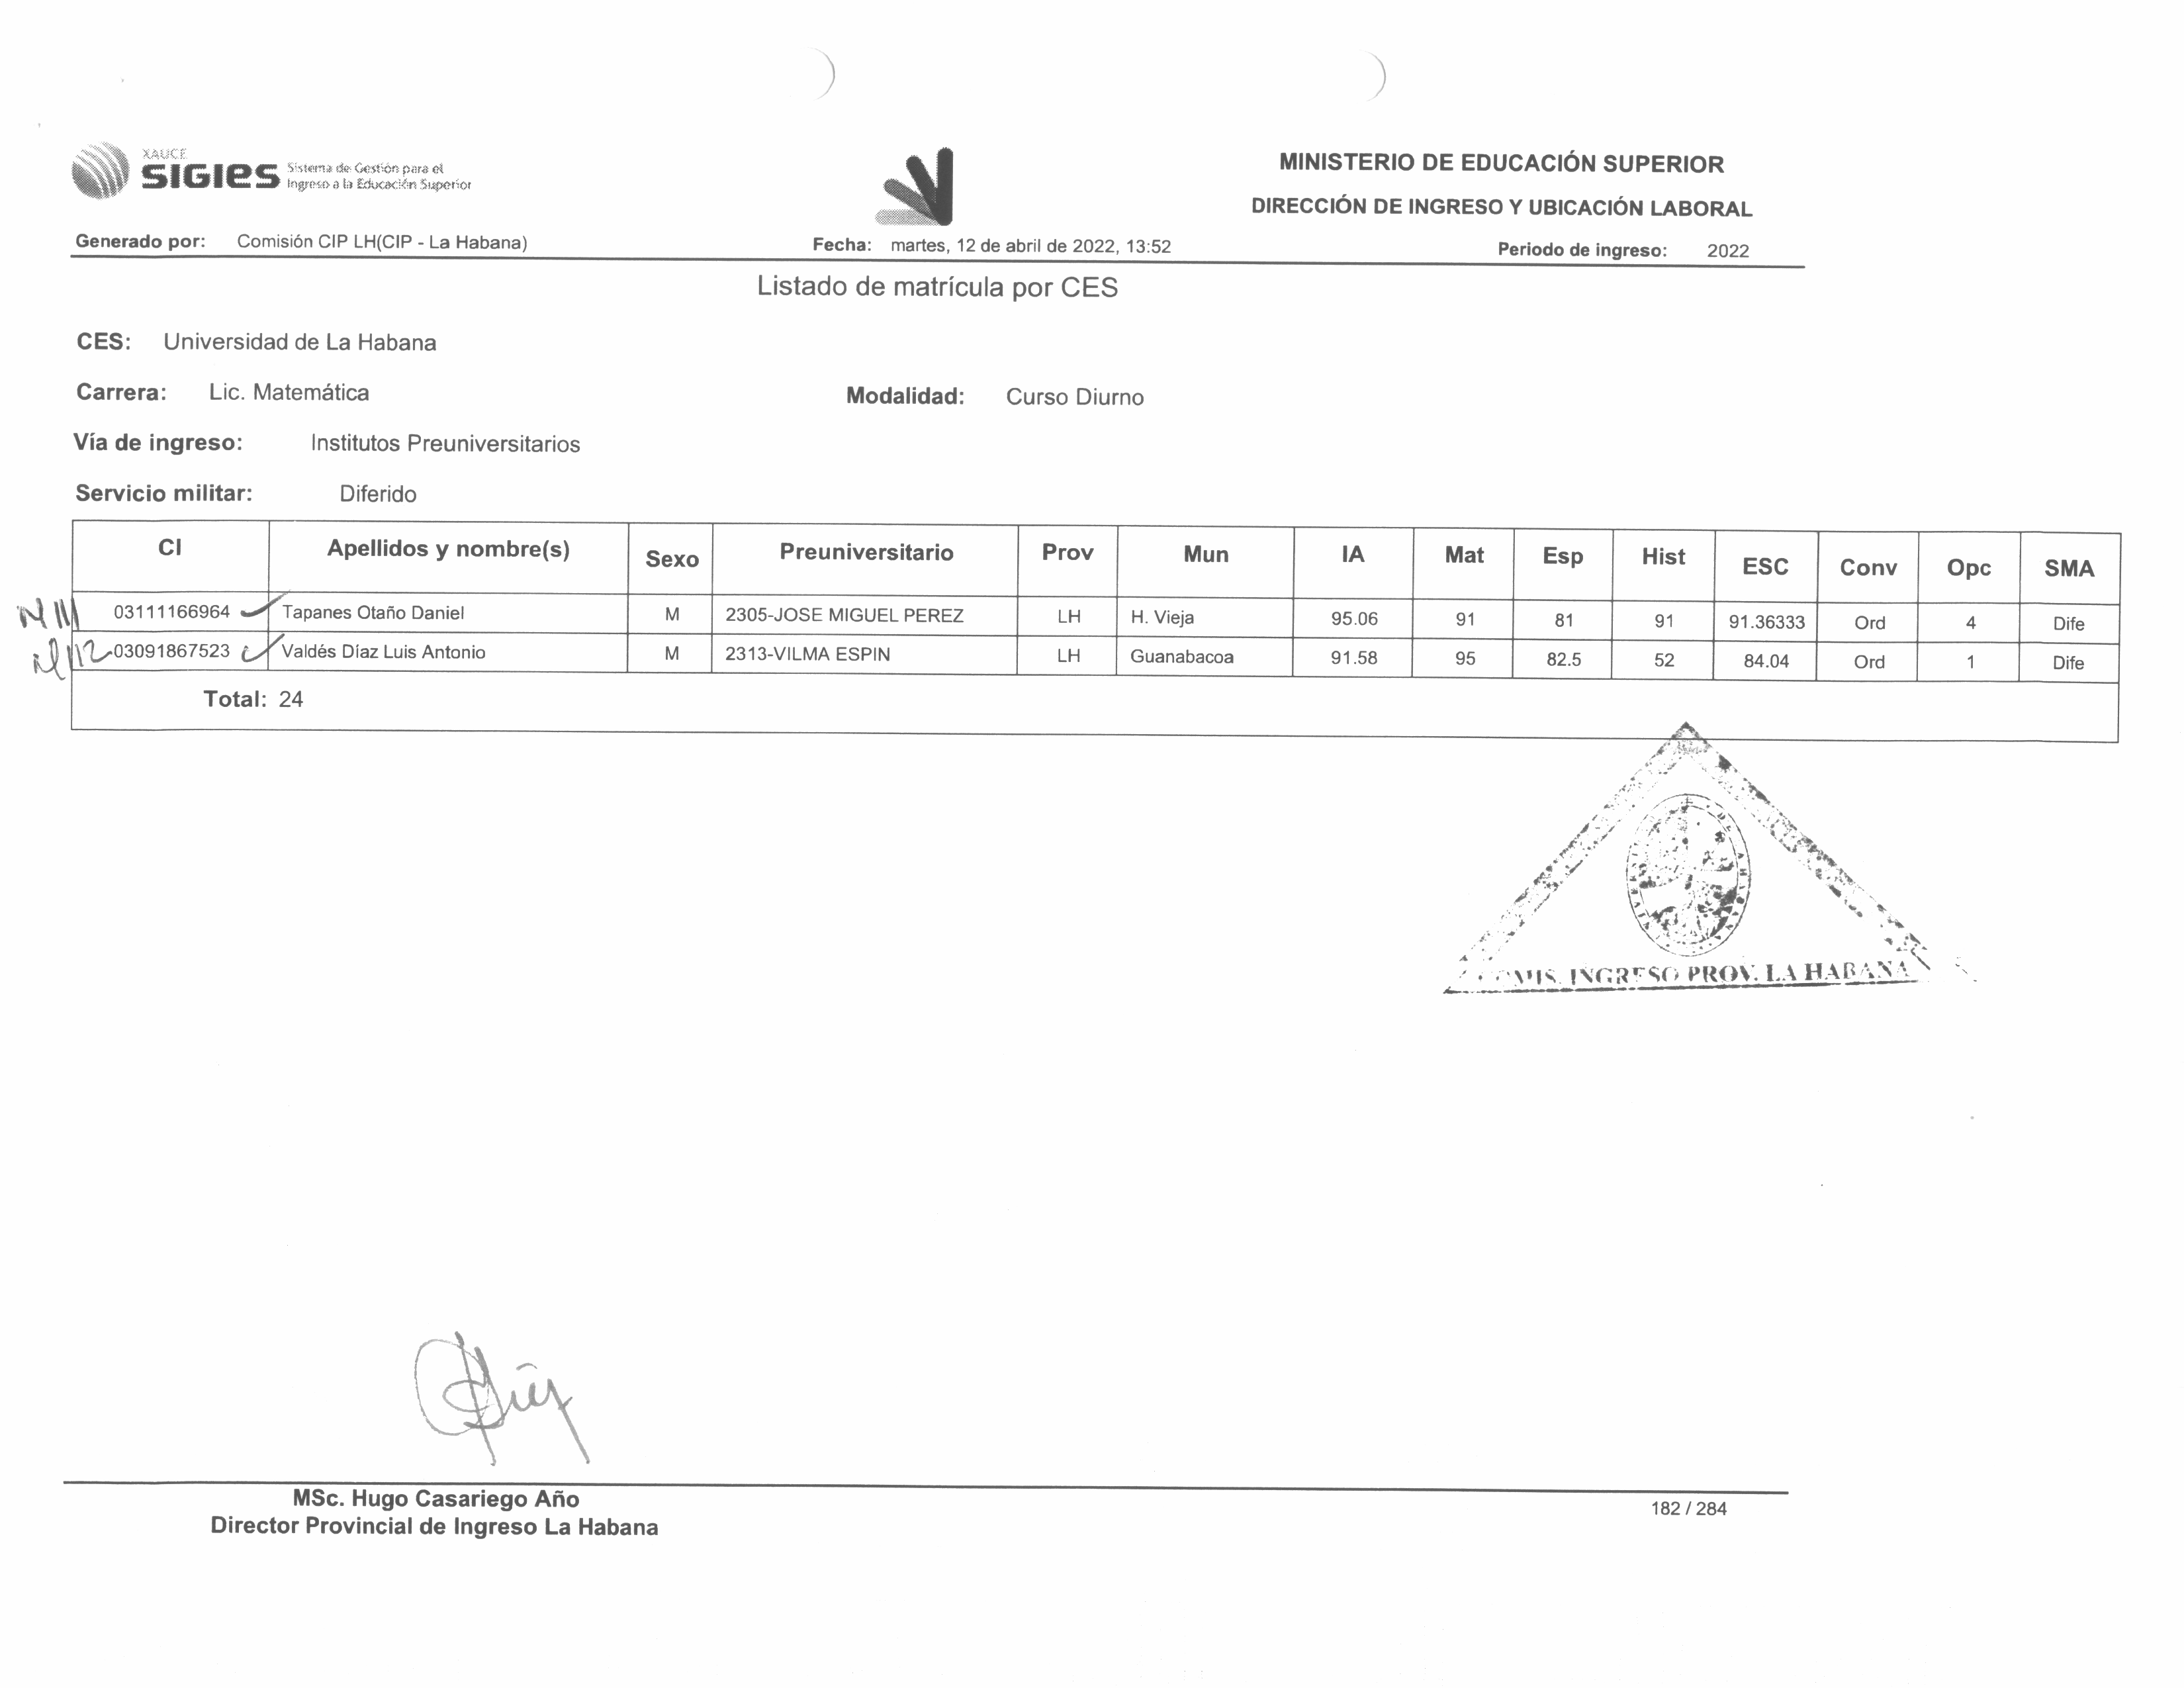 XAUCE
SIGIES Sistema de Gestión para el
Ingreso a la Educación Superior
MINISTERIO DE EDUCACIÓN SUPERIOR
DIRECCIÓN DE INGRESO Y UBICACIÓN LABORAL
Generado por: Comisión CIP LH(CIP - La Habana) Fecha: martes, 12 de abril de 2022, 13:52 Periodo de ingreso: 2022
Listado de matrícula por CES
CES: Universidad de La Habana
Carrera: Lic. Matemática Modalidad: Curso Diurno
Vía de ingreso: Institutos Preuniversitarios
Servicio militar: Diferido
CI Apellidos y nombre(s) Sexo Preuniversitario Prov Mun IA Mat Esp Hist ESC Conv Opc SMA
03111166964 Tapanes Otaño Daniel M 2305-JOSE MIGUEL PEREZ LH H. Vieja 95.06 91 81 91 91.36333 Ord 4 Dife
03091867523 Valdés Díaz Luis Antonio M 2313-VILMA ESPIN LH Guanabacoa 91.58 95 82.5 52 84.04 Ord 1 Dife
Total: 24
INGRESO PROV. LA HABANA
MSc. Hugo Casariego Año
Director Provincial de Ingreso La Habana
182 / 284